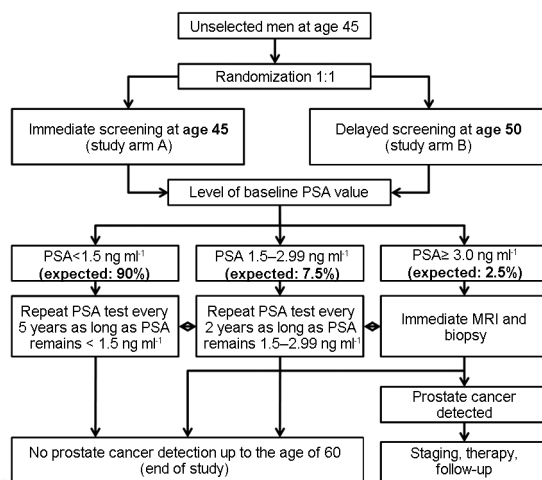 Unselected men at age 45
Randomization 1:1
Immediate screening at age 45
(study arm A)
Delayed screening at age 50
(study arm B)
Level of baseline PSA value
PSA<1.5 ng ml⁻¹
(expected: 90%)
PSA 1.5–2.99 ng ml⁻¹
(expected: 7.5%)
PSA≥ 3.0 ng ml⁻¹
(expected: 2.5%)
Repeat PSA test every
5 years as long as PSA
remains < 1.5 ng ml⁻¹
Repeat PSA test every
2 years as long as PSA
remains 1.5–2.99 ng ml⁻¹
Immediate MRI and
biopsy
Prostate cancer
detected
No prostate cancer detection up to the age of 60
(end of study)
Staging, therapy,
follow-up